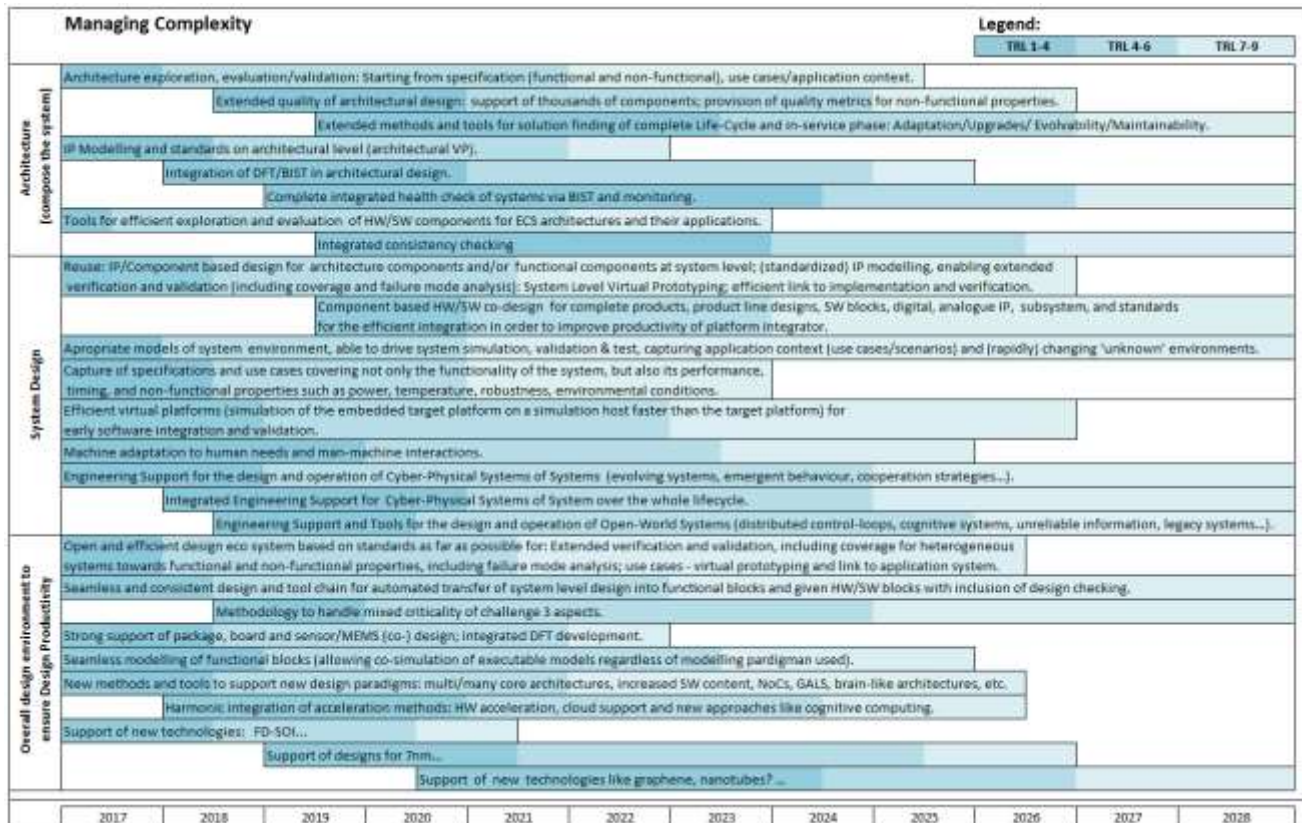 Managing Complexity
Legend:
TRL 1-4
TRL 4-6
TRL 7-9
Architecture
(compose the system)
Architecture exploration, evaluation/validation: Starting from specification (functional and non-functional), use cases/application context.
Extended quality of architectural design: support of thousands of components; provision of quality metrics for non-functional properties.
Extended methods and tools for solution finding of complete Life-Cycle and in-service phase: Adaptation/Upgrades/ Evolvability/Maintainability.
IP Modelling and standards on architectural level (architectural VP).
Integration of DFT/BIST in architectural design.
Complete integrated health check of systems via BIST and monitoring.
Tools for efficient exploration and evaluation of HW/SW components for ECS architectures and their applications.
Integrated consistency checking
System Design
Reuse: IP/Component based design for architecture components and/or functional components at system level; (standardized) IP modelling, enabling extended
verification and validation (including coverage and failure mode analysis): System Level Virtual Prototyping; efficient link to implementation and verification.
Component based HW/SW co-design for complete products, product line designs, SW blocks, digital, analogue IP, subsystem, and standards
for the efficient integration in order to improve productivity of platform integrator.
Apropriate models of system environment, able to drive system simulation, validation & test, capturing application context (use cases/scenarios) and (rapidly) changing 'unknown' environments.
Capture of specifications and use cases covering not only the functionality of the system, but also its performance,
timing, and non-functional properties such as power, temperature, robustness, environmental conditions.
Efficient virtual platforms (simulation of the embedded target platform on a simulation host faster than the target platform) for
early software integration and validation.
Machine adaptation to human needs and man-machine interactions.
Engineering Support for the design and operation of Cyber-Physical Systems of Systems (evolving systems, emergent behaviour, cooperation strategies...).
Integrated Engineering Support for Cyber-Physical Systems of System over the whole lifecycle.
Engineering Support and Tools for the design and operation of Open-World Systems (distributed control-loops, cognitive systems, unreliable information, legacy systems...).
Overall design environment to
ensure Design Productivity
Open and efficient design eco system based on standards as far as possible for: Extended verification and validation, including coverage for heterogeneous
systems towards functional and non-functional properties, including failure mode analysis; use cases - virtual prototyping and link to application system.
Seamless and consistent design and tool chain for automated transfer of system level design into functional blocks and given HW/SW blocks with inclusion of design checking.
Methodology to handle mixed criticality of challenge 3 aspects.
Strong support of package, board and sensor/MEMS (co-) design; integrated DFT development.
Seamless modelling of functional blocks (allowing co-simulation of executable models regardless of modelling pardigman used).
New methods and tools to support new design paradigms: multi/many core architectures, increased SW content, NoCs, GALS, brain-like architectures, etc.
Harmonic integration of acceleration methods: HW acceleration, cloud support and new approaches like cognitive computing.
Support of new technologies: FD-SOI...
Support of designs for 7nm...
Support of new technologies like graphene, nanotubes? ...
2017 2018 2019 2020 2021 2022 2023 2024 2025 2026 2027 2028